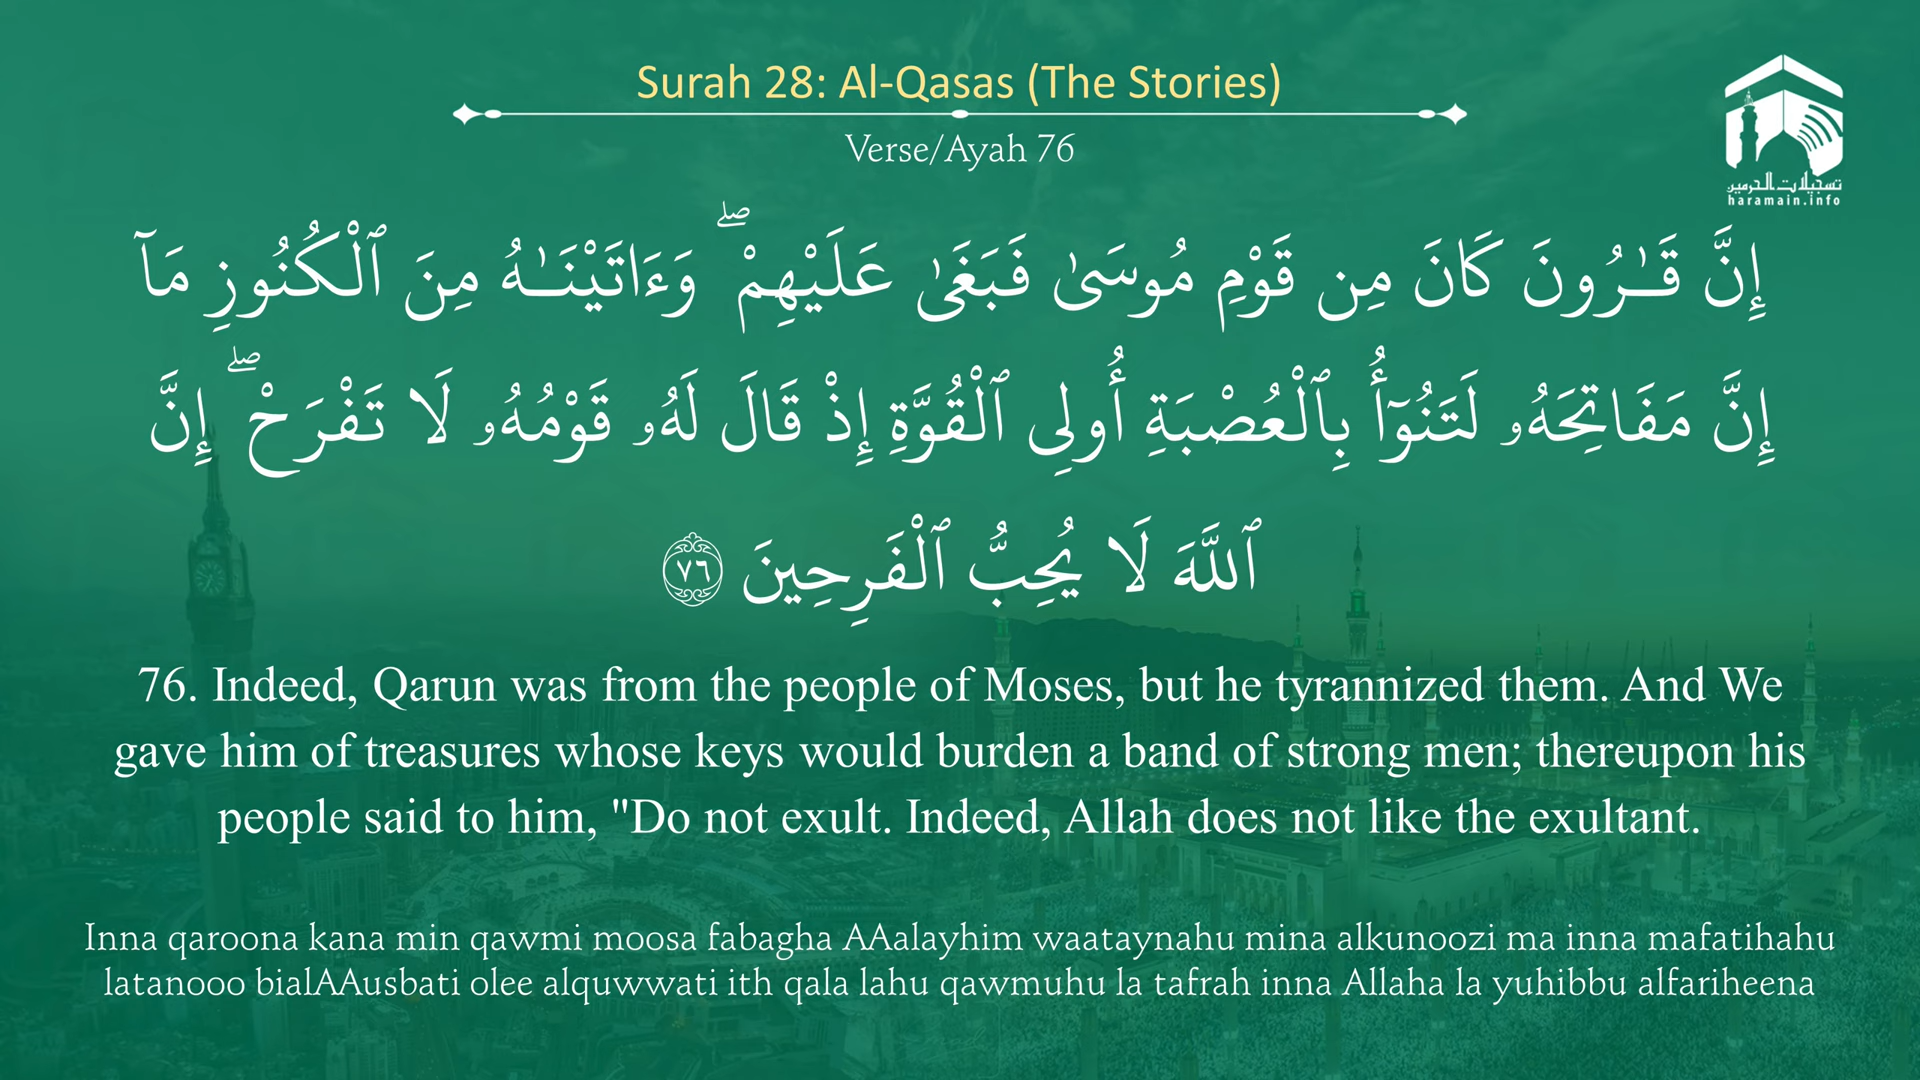 Surah 28: Al-Qasas (The Stories)
Verse/Ayah 76
تسجيلات الحرمين
haramain.info
إِنَّ قَـٰرُونَ كَانَ مِن قَوْمِ مُوسَىٰ فَبَغَىٰ عَلَيْهِمْ ۖ وَءَاتَيْنَـٰهُ مِنَ ٱلْكُنُوزِ مَآ
إِنَّ مَفَاتِحَهُۥ لَتَنُوٓأُ بِٱلْعُصْبَةِ أُولِى ٱلْقُوَّةِ إِذْ قَالَ لَهُۥ قَوْمُهُۥ لَا تَفْرَحْ ۖ إِنَّ
ٱللَّهَ لَا يُحِبُّ ٱلْفَرِحِينَ ٧٦
76. Indeed, Qarun was from the people of Moses, but he tyrannized them. And We
gave him of treasures whose keys would burden a band of strong men; thereupon his
people said to him, "Do not exult. Indeed, Allah does not like the exultant.
Inna qaroona kana min qawmi moosa fabagha AAalayhim waataynahu mina alkunoozi ma inna mafatihahu
latanooo bialAAusbati olee alquwwati ith qala lahu qawmuhu la tafrah inna Allaha la yuhibbu alfariheena